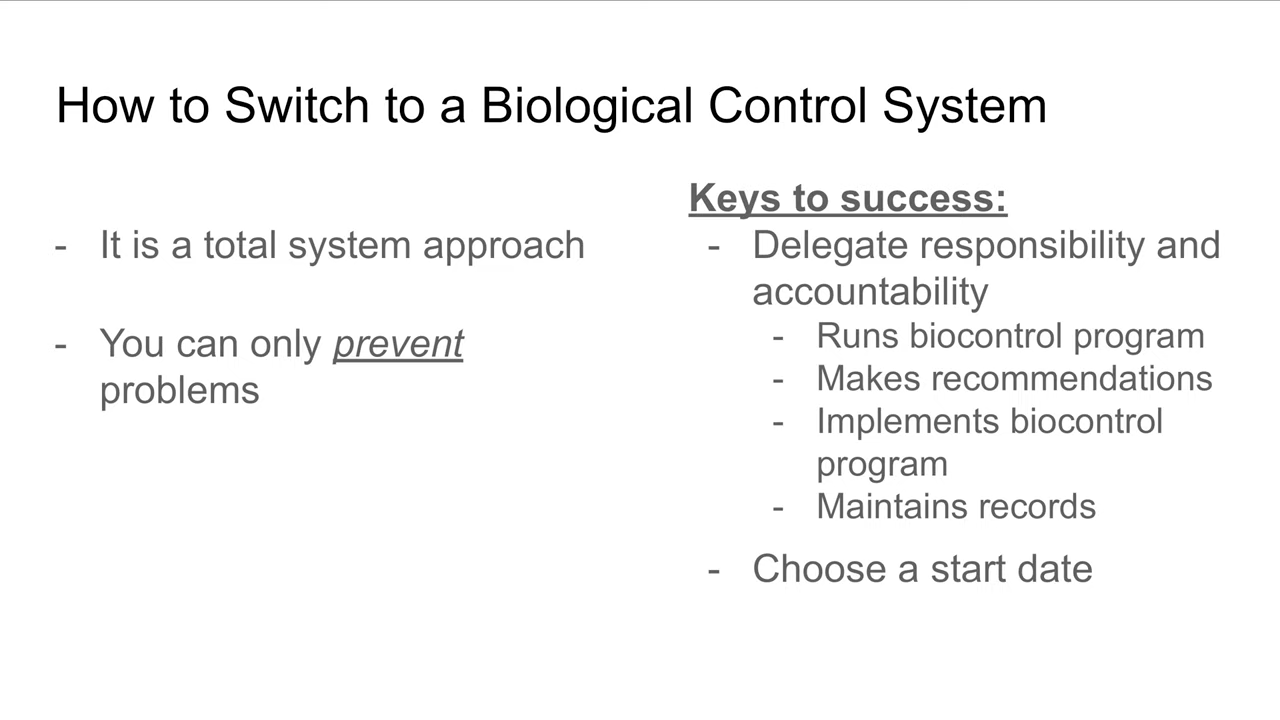 How to Switch to a Biological Control System
- It is a total system approach
- You can only prevent
problems
Keys to success:
- Delegate responsibility and
accountability
- Runs biocontrol program
- Makes recommendations
- Implements biocontrol
program
- Maintains records
- Choose a start date